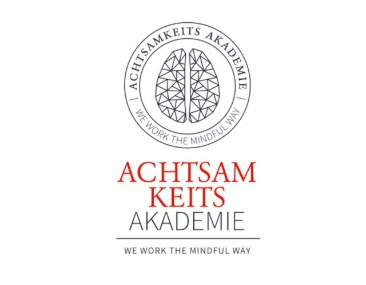 ACHTSAMKEITS AKADEMIE
| WE WORK THE MINDFUL WAY |
ACHTSAM
KEITS
AKADEMIE
WE WORK THE MINDFUL WAY